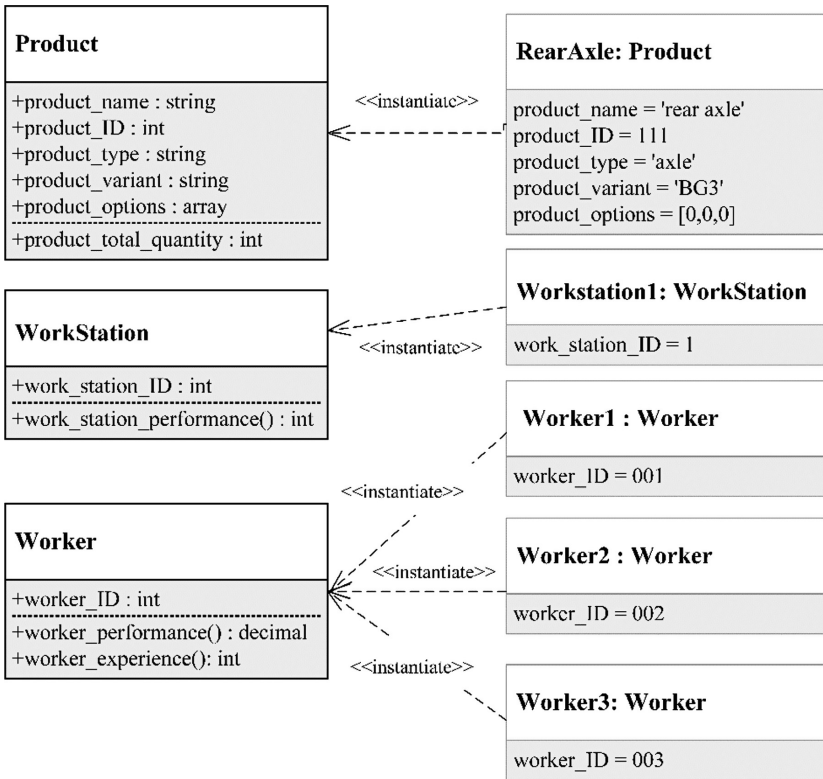 Product
+product_name : string
+product_ID : int
+product_type : string
+product_variant : string
+product_options : array
+product_total_quantity : int
<<instantiate>>
RearAxle: Product
product_name = 'rear axle'
product_ID = 111
product_type = 'axle'
product_variant = 'BG3'
product_options = [0,0,0]
WorkStation
+work_station_ID : int
+work_station_performance() : int
<<instantiate>>
Workstation1: WorkStation
work_station_ID = 1
Worker
+worker_ID : int
+worker_performance() : decimal
+worker_experience(): int
<<instantiate>>
Worker1 : Worker
worker_ID = 001
<<instantiate>>
Worker2 : Worker
worker_ID = 002
<<instantiate>>
Worker3: Worker
worker_ID = 003